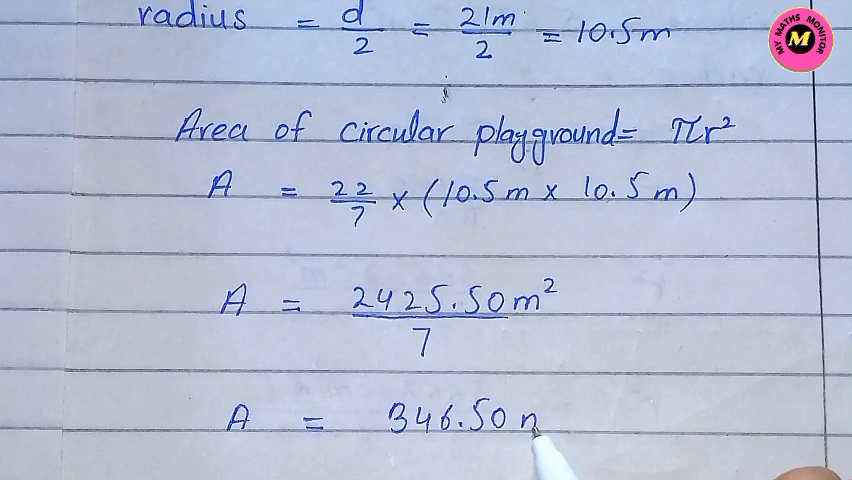 radius = d/2 = 21m/2 = 10.5m
MY MATHS MONITOR
M
Area of circular playground = πr²
A = 22/7 × (10.5m × 10.5m)
A = 2425.50m²/7
A = 346.50 n